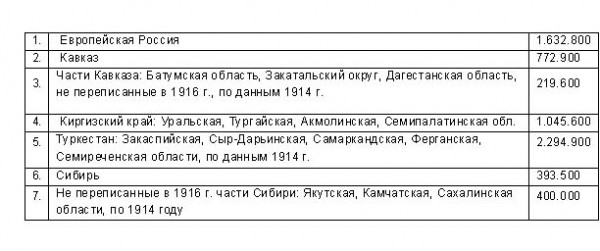 1. Европейская Россия 1.632.800
2. Кавказ 772.900
3. Части Кавказа: Батумская область, Закатальский округ, Дагестанская область,
не переписанные в 1916 г., по данным 1914 г. 219.600
4. Киргизский край: Уральская, Тургайская, Акмолинская, Семипалатинская обл. 1.045.600
5. Туркестан: Закаспийская, Сыр-Дарьинская, Самаркандская, Ферганская,
Семиреченская области, по данным 1914 г. 2.294.900
6. Сибирь 393.500
7. Не переписанные в 1916 г. части Сибири: Якутская, Камчатская, Сахалинская
области, по 1914 году 400.000